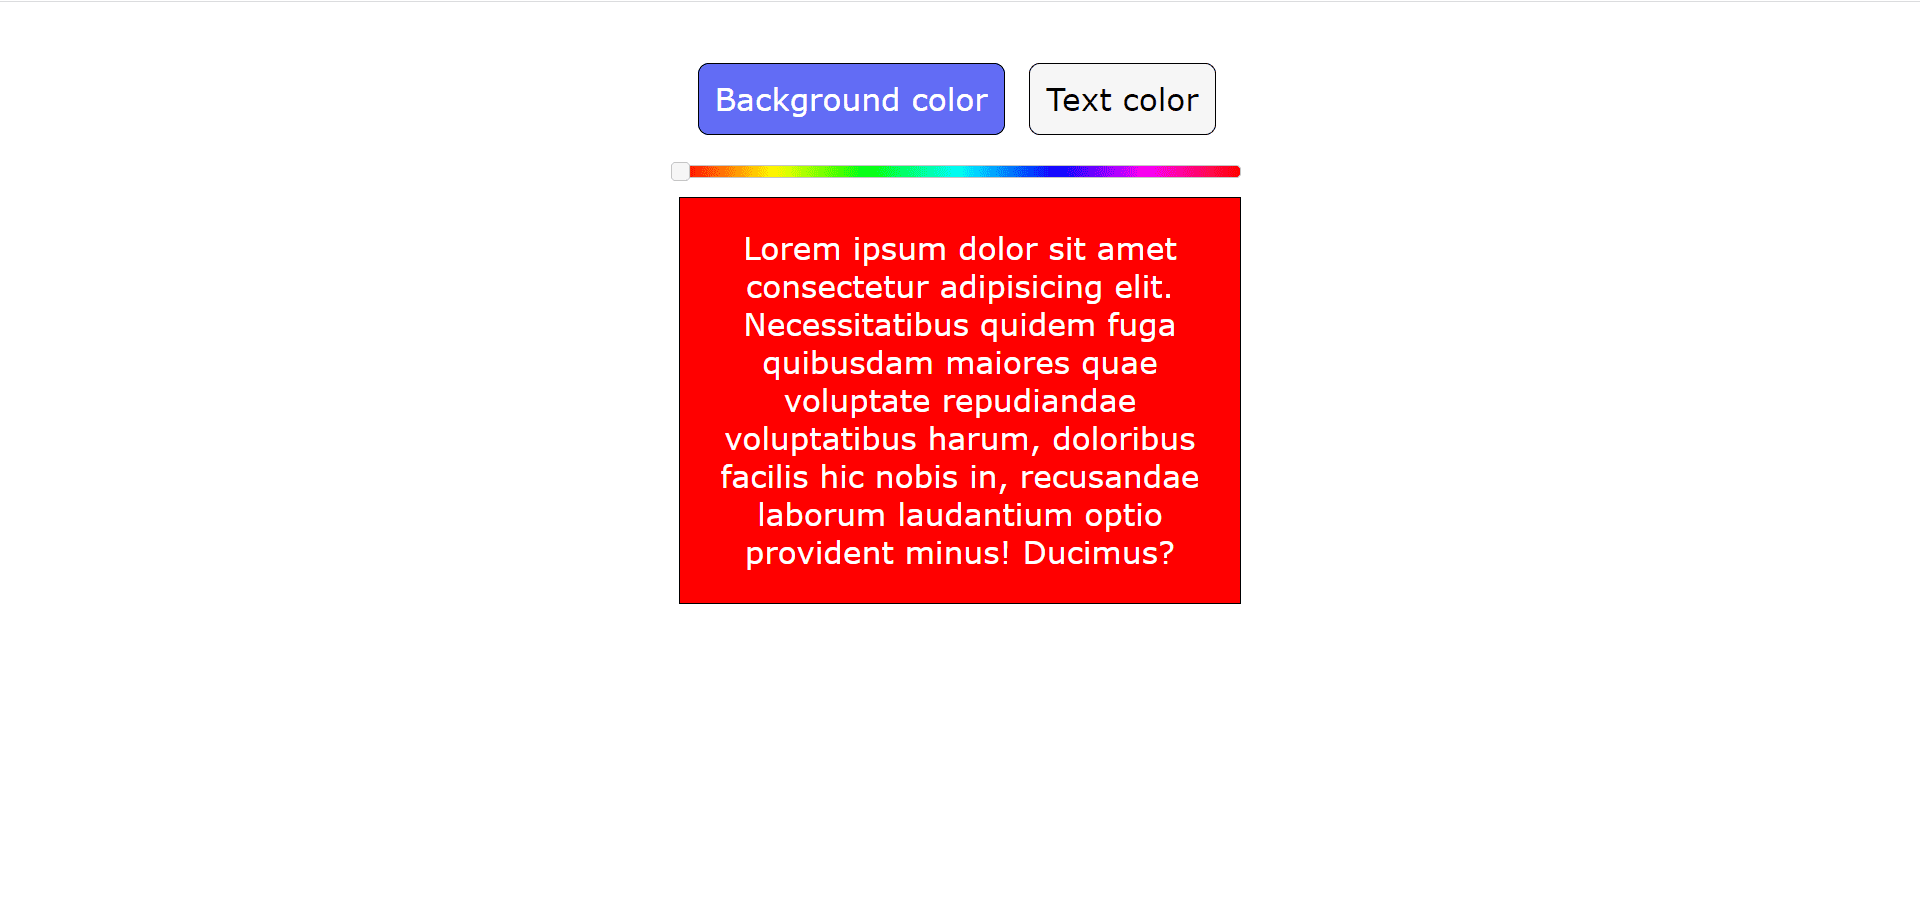 Background color Text color
Lorem ipsum dolor sit amet
consectetur adipisicing elit.
Necessitatibus quidem fuga
quibusdam maiores quae
voluptate repudiandae
voluptatibus harum, doloribus
facilis hic nobis in, recusandae
laborum laudantium optio
provident minus! Ducimus?